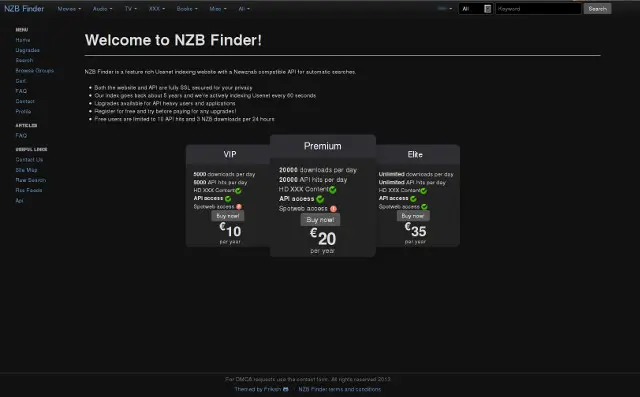 NZB Finder Movies Audio TV XXX Books Misc All All Keyword Search
MENU
Home
Upgrades
Search
Browse Groups
Cart
FAQ
Contact
Profile
ARTICLES
FAQ
USEFUL LINKS
Contact Us
Site Map
Raw Search
Rss Feeds
Api
Welcome to NZB Finder!
NZB Finder is a feature rich Usenet indexing website with a Newznab compatible API for automatic searches
Both the website and API are fully SSL secured for your privacy
Our index goes back about 5 years and we're actively indexing Usenet every 60 seconds
Upgrades available for API heavy users and applications
Register for free and try before paying for any upgrades!
Free users are limited to 10 API hits and 3 NZB downloads per 24 hours
VIP
5000 downloads per day
5000 API hits per day
HD XXX Content
API access
Spotweb access
Buy now!
€10
per year
Premium
20000 downloads per day
20000 API hits per day
HD XXX Content
API access
Spotweb access
Buy now!
€20
per year
Elite
Unlimited downloads per day
Unlimited API hits per day
HD XXX Content
API access
Spotweb access
Buy now!
€35
per year
For DMCA requests use the contact form. All rights reserved 2013
Themed by Frikish | NZB Finder terms and conditions